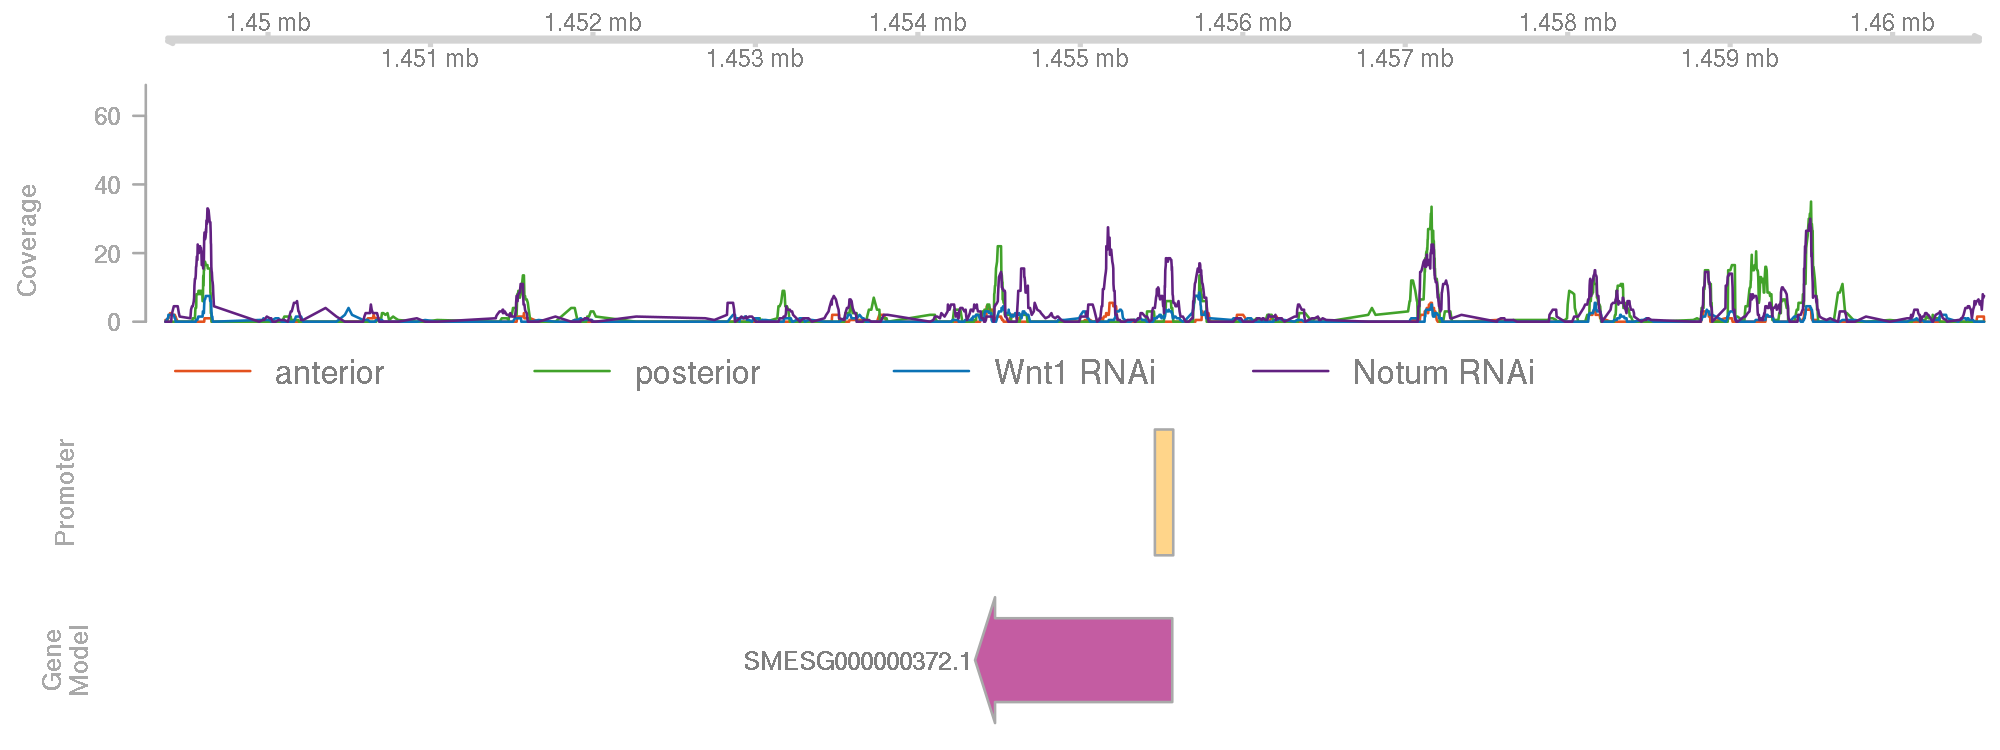 1.45 mb 1.452 mb 1.454 mb 1.456 mb 1.458 mb 1.46 mb
1.451 mb 1.453 mb 1.455 mb 1.457 mb 1.459 mb
Coverage
60
40
20
0
anterior posterior Wnt1 RNAi Notum RNAi
Promoter
Gene
Model
SMESG000000372.1